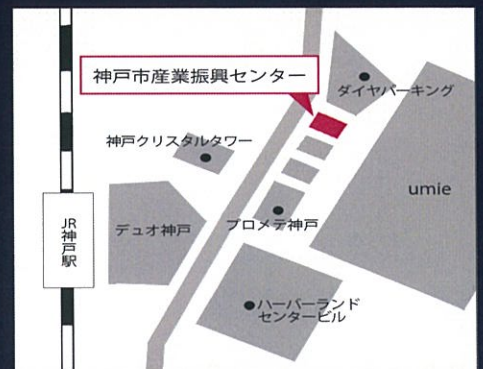 神戸市産業振興センター
ダイヤパーキング
神戸クリスタルタワー
umie
JR神戸駅
デュオ神戸
プロメテ神戸
ハーバーランド
センタービル